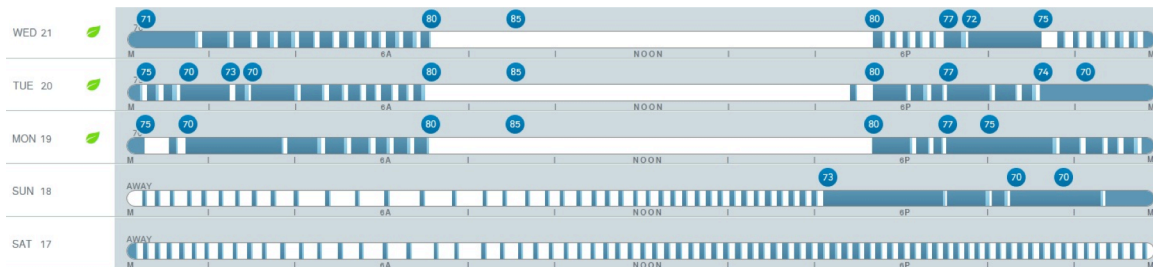 71 80 85 80 77 72 75
WED 21
M 6A NOON 6P M
75 70 73 70 80 85 80 77 74 70
TUE 20
M 6A NOON 6P M
75 70 80 85 80 77 75
70
MON 19
M 6A NOON 6P M
73 70 70
AWAY
SUN 18
M 6A NOON 6P M
AWAY
SAT 17
M 6A NOON 6P M